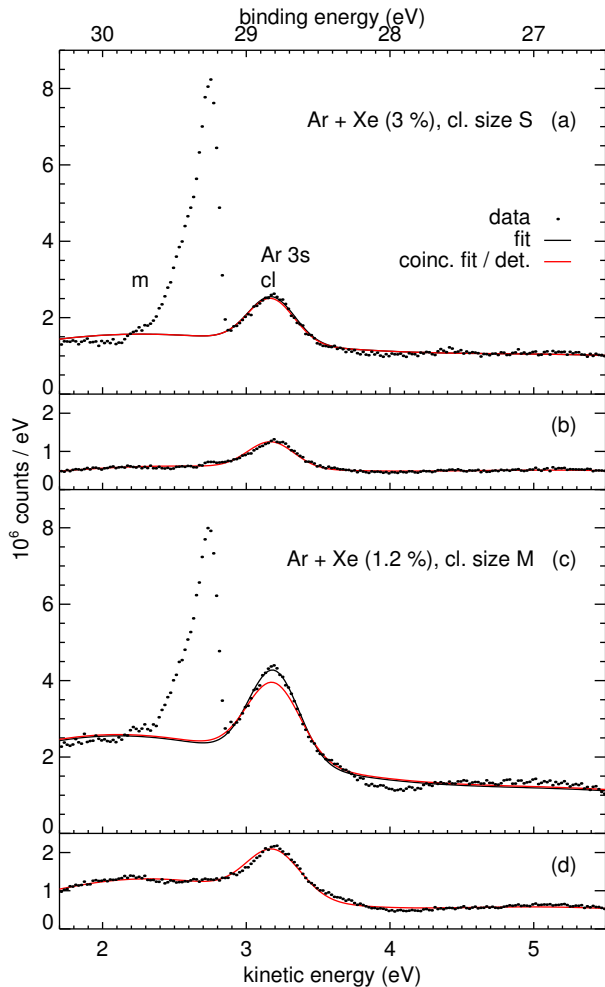 binding energy (eV)
30 29 28 27
8
6
4
2
0
Ar + Xe (3 %), cl. size S (a)
data
fit
coinc. fit / det.
m
Ar 3s
cl
2
1
0
(b)
10⁶ counts / eV
8
6
4
2
0
Ar + Xe (1.2 %), cl. size M (c)
2
1
0
(d)
2 3 4 5
kinetic energy (eV)